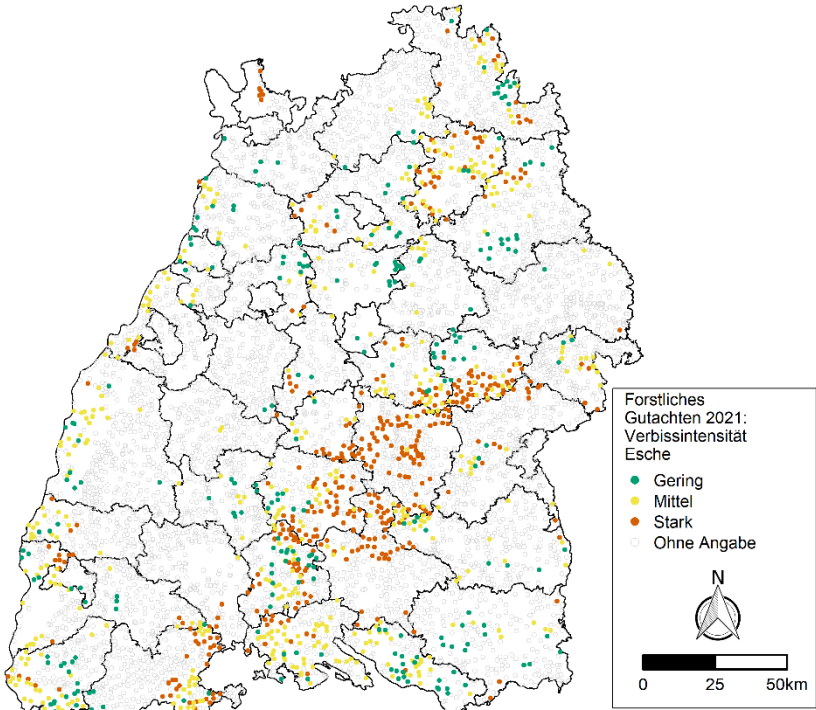 Forstliches
Gutachten 2021:
Verbissintensität
Esche
Gering
Mittel
Stark
Ohne Angabe
N
0 25 50km